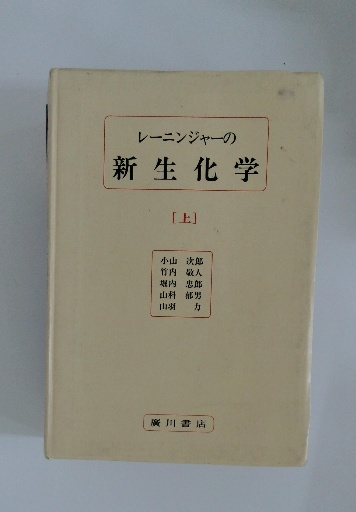 レーニンジャーの
新生化学
[上]
小山 次郎
竹内 敬人
堀内 忠郎
山科 郁男
山羽 力
廣川書店